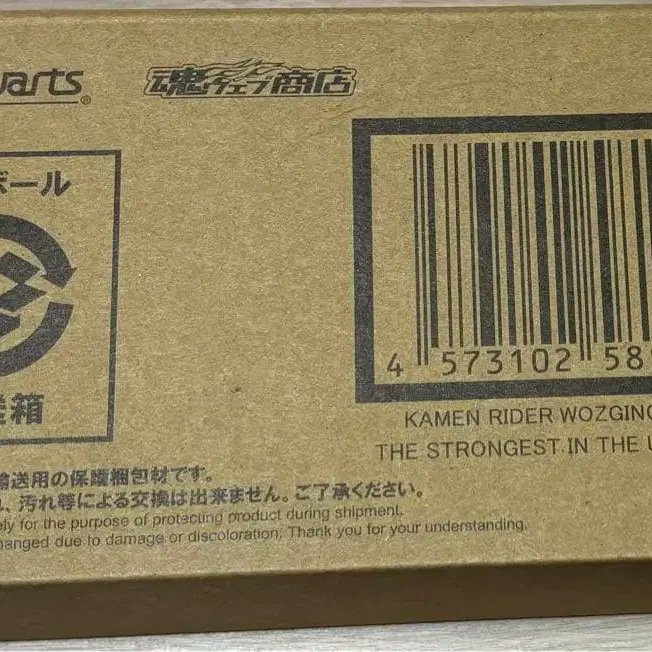 arts®
魂ウェブ商店
ボール
箱
4 573102 58
KAMEN RIDER WOZGING
THE STRONGEST IN THE U
輸送用の保護梱包材です。
、汚れ等による交換は出来ません。ご了承ください。
ely for the purpose of protecting product during shipment.
hanged due to damage or discoloration. Thank you for your understanding.